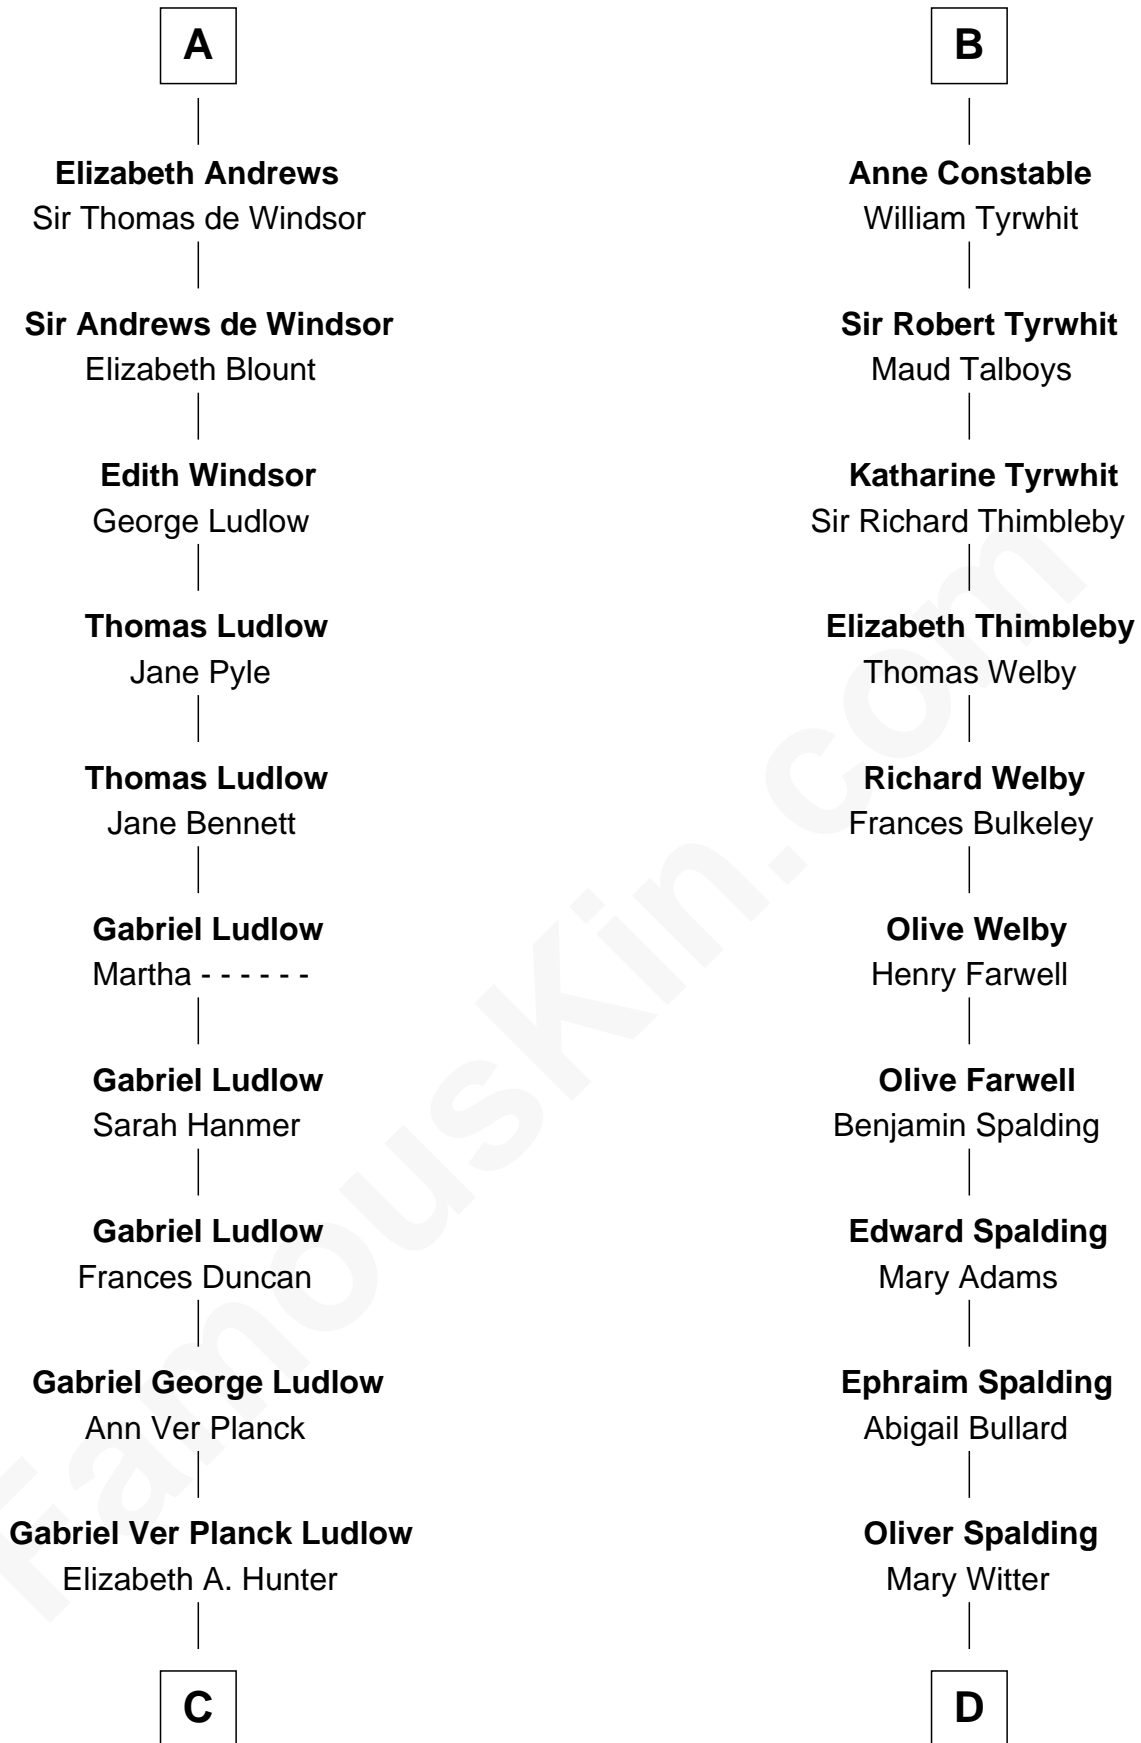 A
Elizabeth Andrews
Sir Thomas de Windsor
Sir Andrews de Windsor
Elizabeth Blount
Edith Windsor
George Ludlow
Thomas Ludlow
Jane Pyle
Thomas Ludlow
Jane Bennett
Gabriel Ludlow
Martha - - - - - -
Gabriel Ludlow
Sarah Hanmer
Gabriel Ludlow
Frances Duncan
Gabriel George Ludlow
Ann Ver Planck
Gabriel Ver Planck Ludlow
Elizabeth A. Hunter
C
B
Anne Constable
William Tyrwhit
Sir Robert Tyrwhit
Maud Talboys
Katharine Tyrwhit
Sir Richard Thimbleby
Elizabeth Thimbleby
Thomas Welby
Richard Welby
Frances Bulkeley
Olive Welby
Henry Farwell
Olive Farwell
Benjamin Spalding
Edward Spalding
Mary Adams
Ephraim Spalding
Abigail Bullard
Oliver Spalding
Mary Witter
D
FamousKin.com